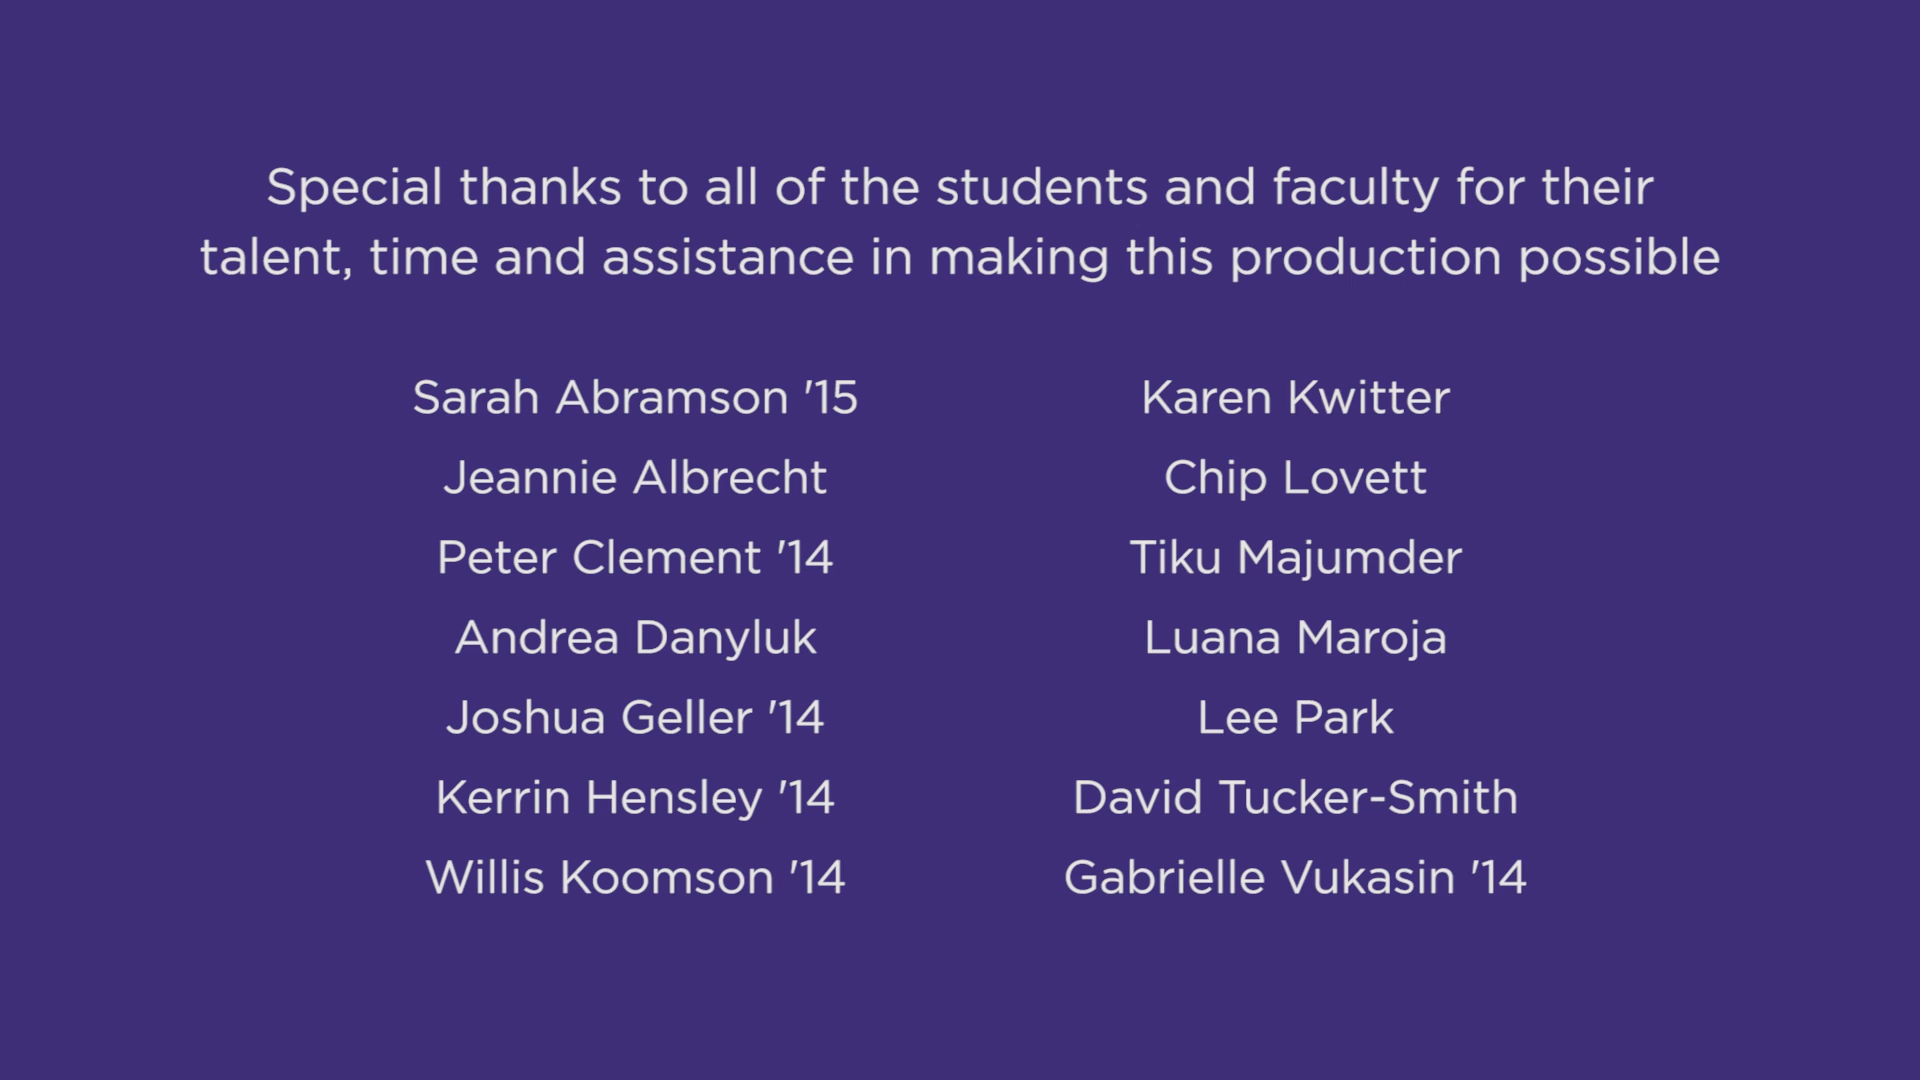 Special thanks to all of the students and faculty for their
talent, time and assistance in making this production possible
Sarah Abramson '15
Jeannie Albrecht
Peter Clement '14
Andrea Danyluk
Joshua Geller '14
Kerrin Hensley '14
Willis Koomson '14
Karen Kwitter
Chip Lovett
Tiku Majumder
Luana Maroja
Lee Park
David Tucker-Smith
Gabrielle Vukasin '14